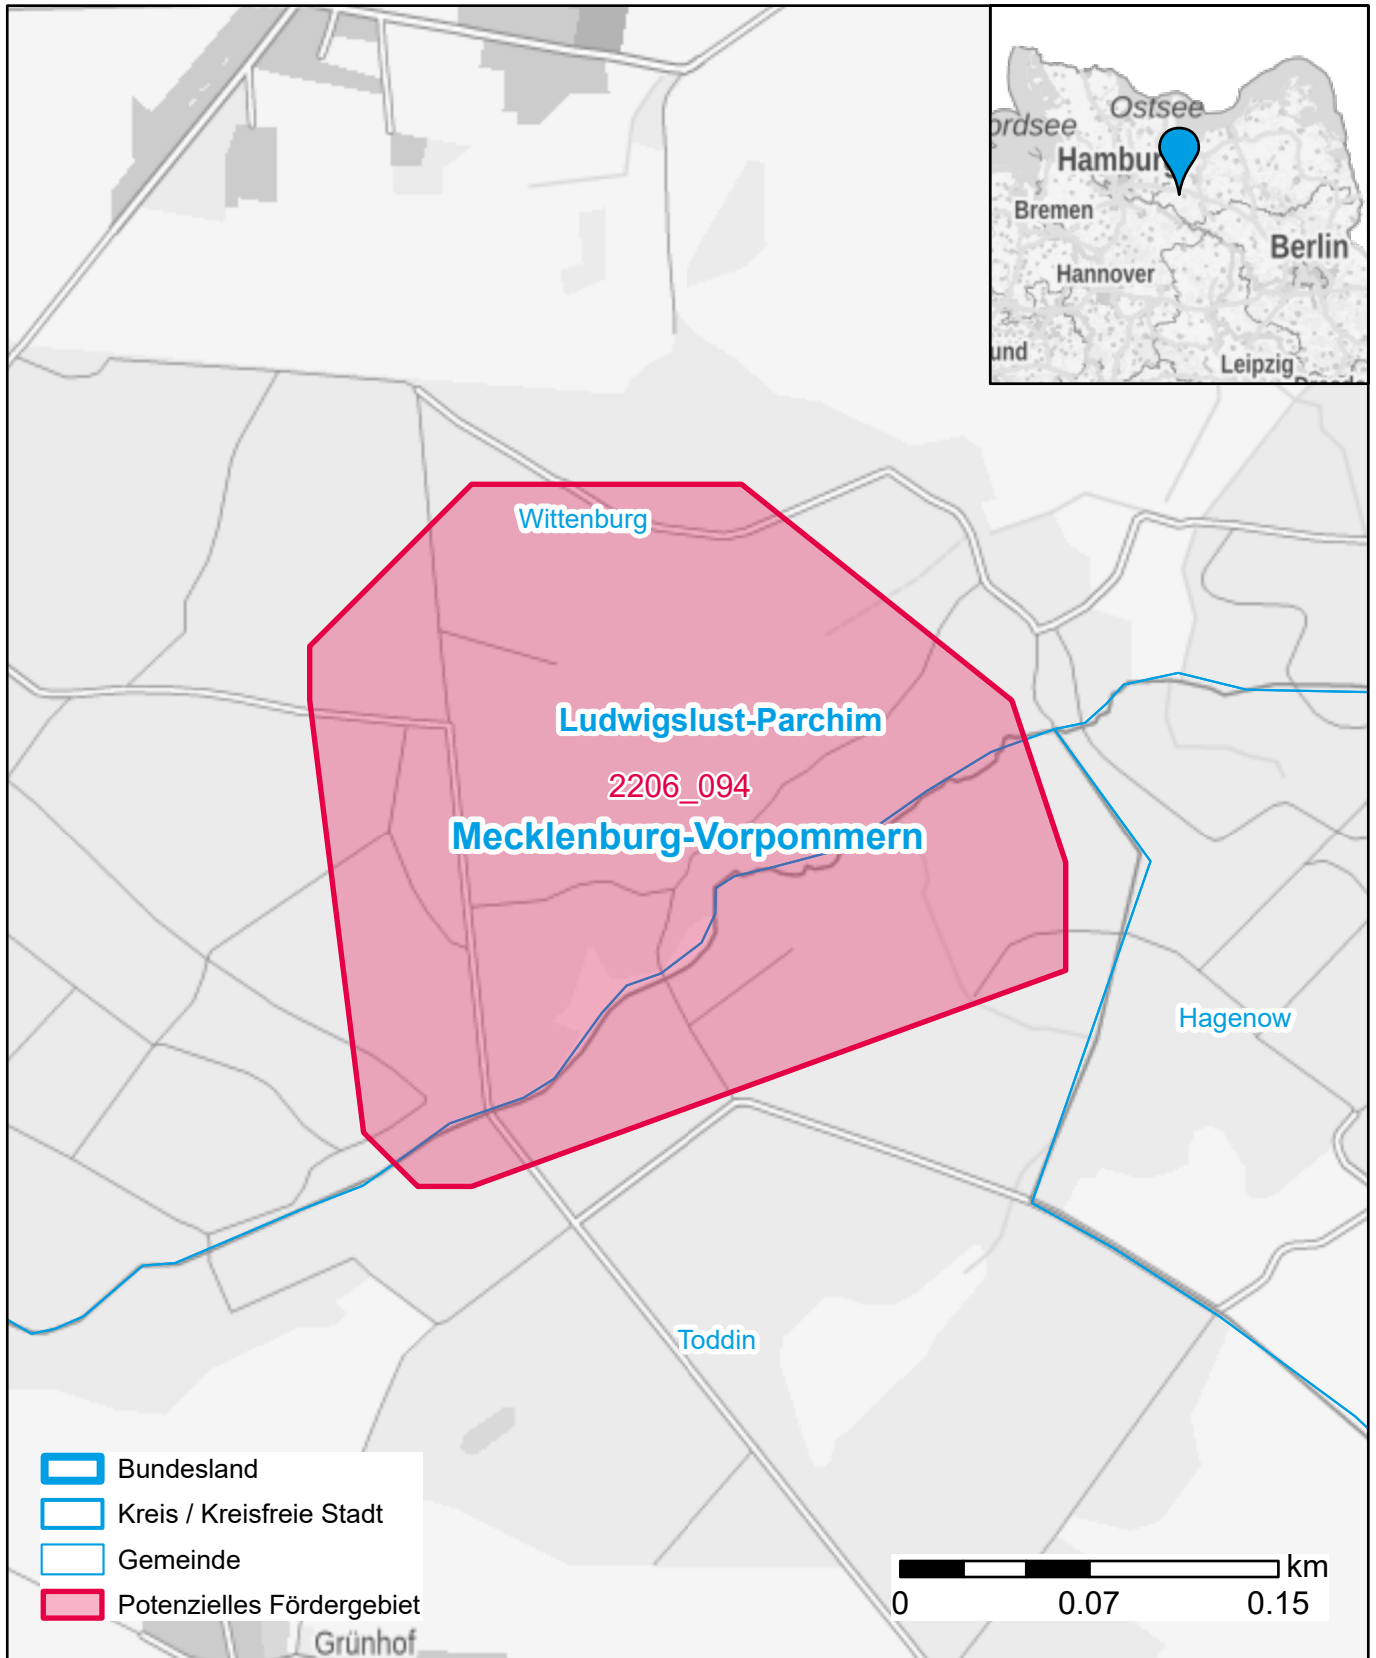 Ostsee
ordsee
Hamburg
Bremen
Berlin
Hannover
und
Leipzig
Wittenburg
Ludwigslust-Parchim
2206_094
Mecklenburg-Vorpommern
Hagenow
Toddin
Bundesland
Kreis / Kreisfreie Stadt
Gemeinde
Potenzielles Fördergebiet
km
0 0.07 0.15
Grünhof